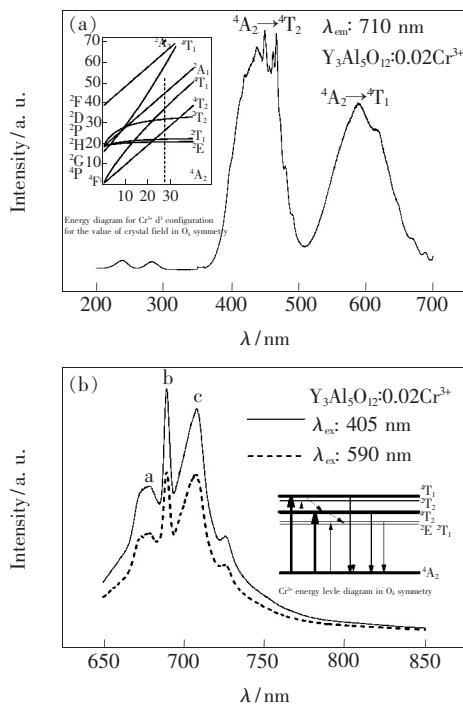 (a)
⁴A₂→⁴T₂
λem: 710 nm
Y₃Al₅O₁₂:0.02Cr³⁺
⁴A₂→⁴T₁
Intensity/a. u.
70
60
50
40
30
20
10
0
²F
²D
²P
²H
²G
⁴P
⁴F
⁴T₁
²A₁
⁴T₁
⁴T₂
²T₂
²T₁
²E
⁴A₂
0 10 20 30
Energy diagram for Cr³⁺ d³ configuration
for the value of crystal field in Oh symmetry
200 300 400 500 600 700
λ/nm
(b)
b
c
a
Y₃Al₅O₁₂:0.02Cr³⁺
λex: 405 nm
λex: 590 nm
Intensity/a. u.
⁴T₁
²T₂
⁴T₂
²E ²T₁
⁴A₂
Cr³⁺ energy levle diagram in Oh symmetry
650 700 750 800 850
λ/nm